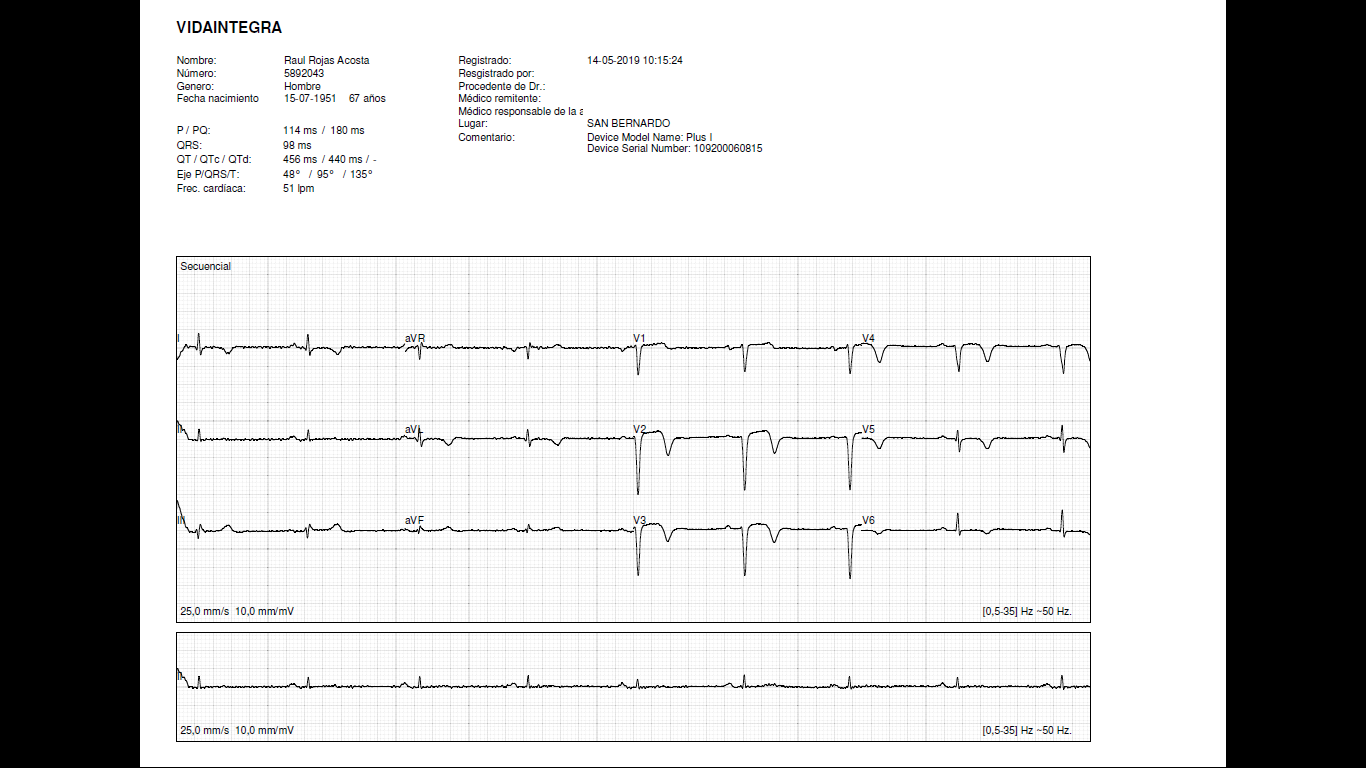 VIDAINTEGRA
Nombre: Raul Rojas Acosta
Número: 5892043
Genero: Hombre
Fecha nacimiento 15-07-1951 67 años
P / PQ: 114 ms / 180 ms
QRS: 98 ms
QT / QTc / QTd: 456 ms / 440 ms / -
Eje P/QRS/T: 48° / 95° / 135°
Frec. cardíaca: 51 lpm
Registrado: 14-05-2019 10:15:24
Resgistrado por:
Procedente de Dr.:
Médico remitente:
Médico responsable de la a
Lugar: SAN BERNARDO
Comentario: Device Model Name: Plus I
Device Serial Number: 109200060815
Secuencial
I aVR V1 V4
II aVL V2 V5
III aVF V3 V6
25,0 mm/s 10,0 mm/mV [0,5-35] Hz ~50 Hz.
II
25,0 mm/s 10,0 mm/mV [0,5-35] Hz ~50 Hz.